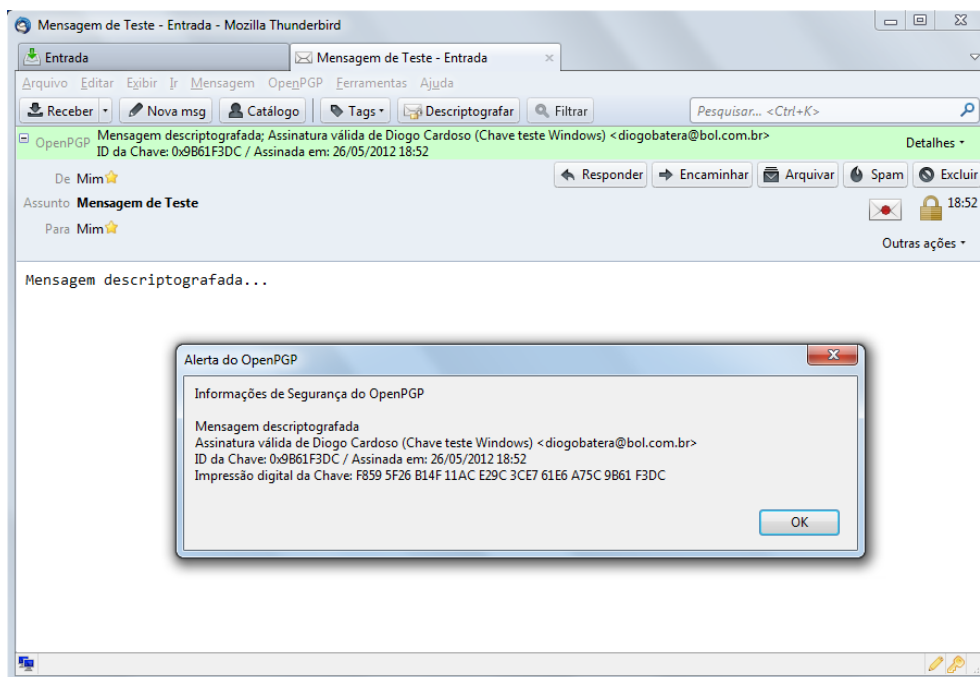 Mensagem de Teste - Entrada - Mozilla Thunderbird
Entrada
Mensagem de Teste - Entrada
Arquivo Editar Exibir Ir Mensagem OpenPGP Ferramentas Ajuda
Receber Nova msg Catálogo Tags Descriptografar Filtrar Pesquisar... <Ctrl+K>
OpenPGP
Mensagem descriptografada; Assinatura válida de Diogo Cardoso (Chave teste Windows) <diogobatera@bol.com.br>
ID da Chave: 0x9B61F3DC / Assinada em: 26/05/2012 18:52
Detalhes
De Mim
Responder Encaminhar Arquivar Spam Excluir
Assunto Mensagem de Teste
18:52
Para Mim
Outras ações
Mensagem descriptografada...
Alerta do OpenPGP
Informações de Segurança do OpenPGP
Mensagem descriptografada
Assinatura válida de Diogo Cardoso (Chave teste Windows) <diogobatera@bol.com.br>
ID da Chave: 0x9B61F3DC / Assinada em: 26/05/2012 18:52
Impressão digital da Chave: F859 5F26 B14F 11AC E29C 3CE7 61E6 A75C 9B61 F3DC
OK